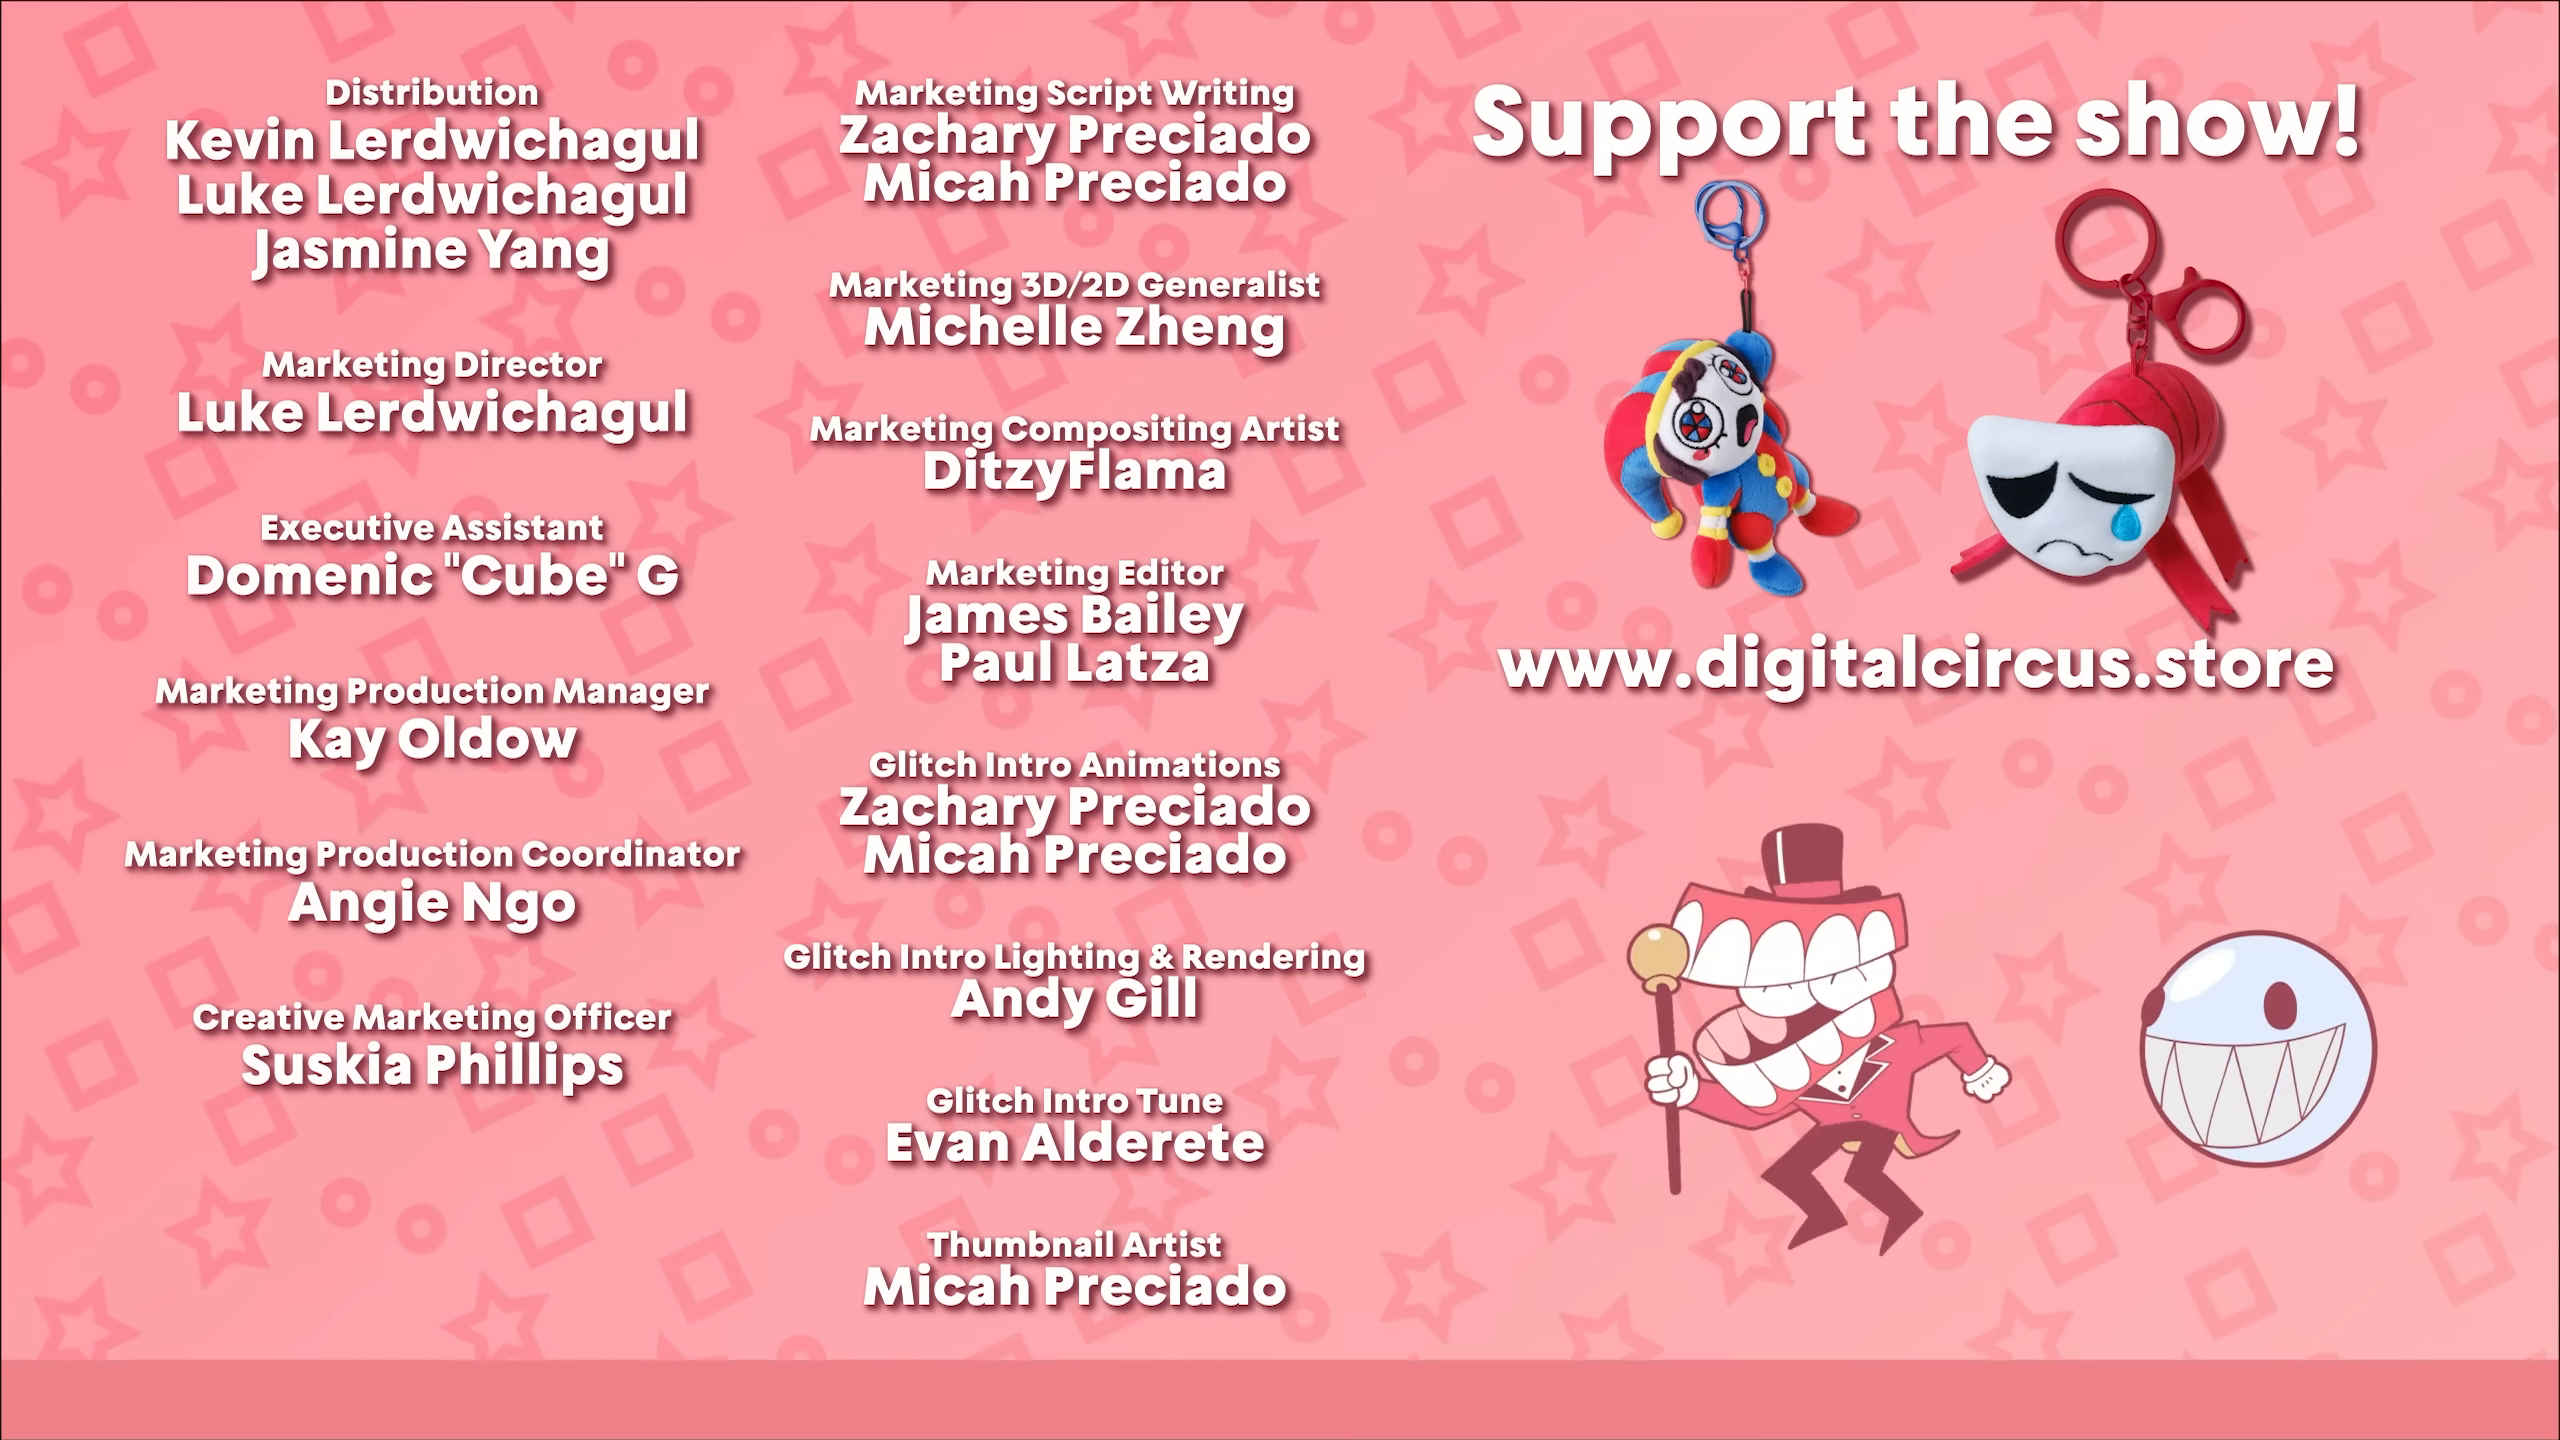 Distribution
Kevin Lerdwichagul
Luke Lerdwichagul
Jasmine Yang
Marketing Director
Luke Lerdwichagul
Executive Assistant
Domenic "Cube" G
Marketing Production Manager
Kay Oldow
Marketing Production Coordinator
Angie Ngo
Creative Marketing Officer
Suskia Phillips
Marketing Script Writing
Zachary Preciado
Micah Preciado
Marketing 3D/2D Generalist
Michelle Zheng
Marketing Compositing Artist
DitzyFlama
Marketing Editor
James Bailey
Paul Latza
Glitch Intro Animations
Zachary Preciado
Micah Preciado
Glitch Intro Lighting & Rendering
Andy Gill
Glitch Intro Tune
Evan Alderete
Thumbnail Artist
Micah Preciado
Support the show!
www.digitalcircus.store